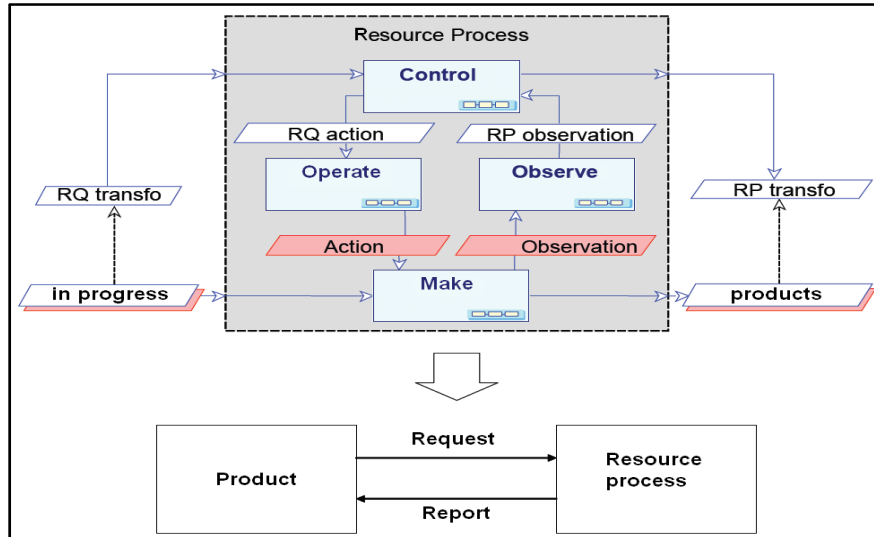 Resource Process
Control
RQ action
RP observation
Operate
Observe
RQ transfo
RP transfo
Action
Observation
in progress
Make
products
Request
Product
Resource
process
Report